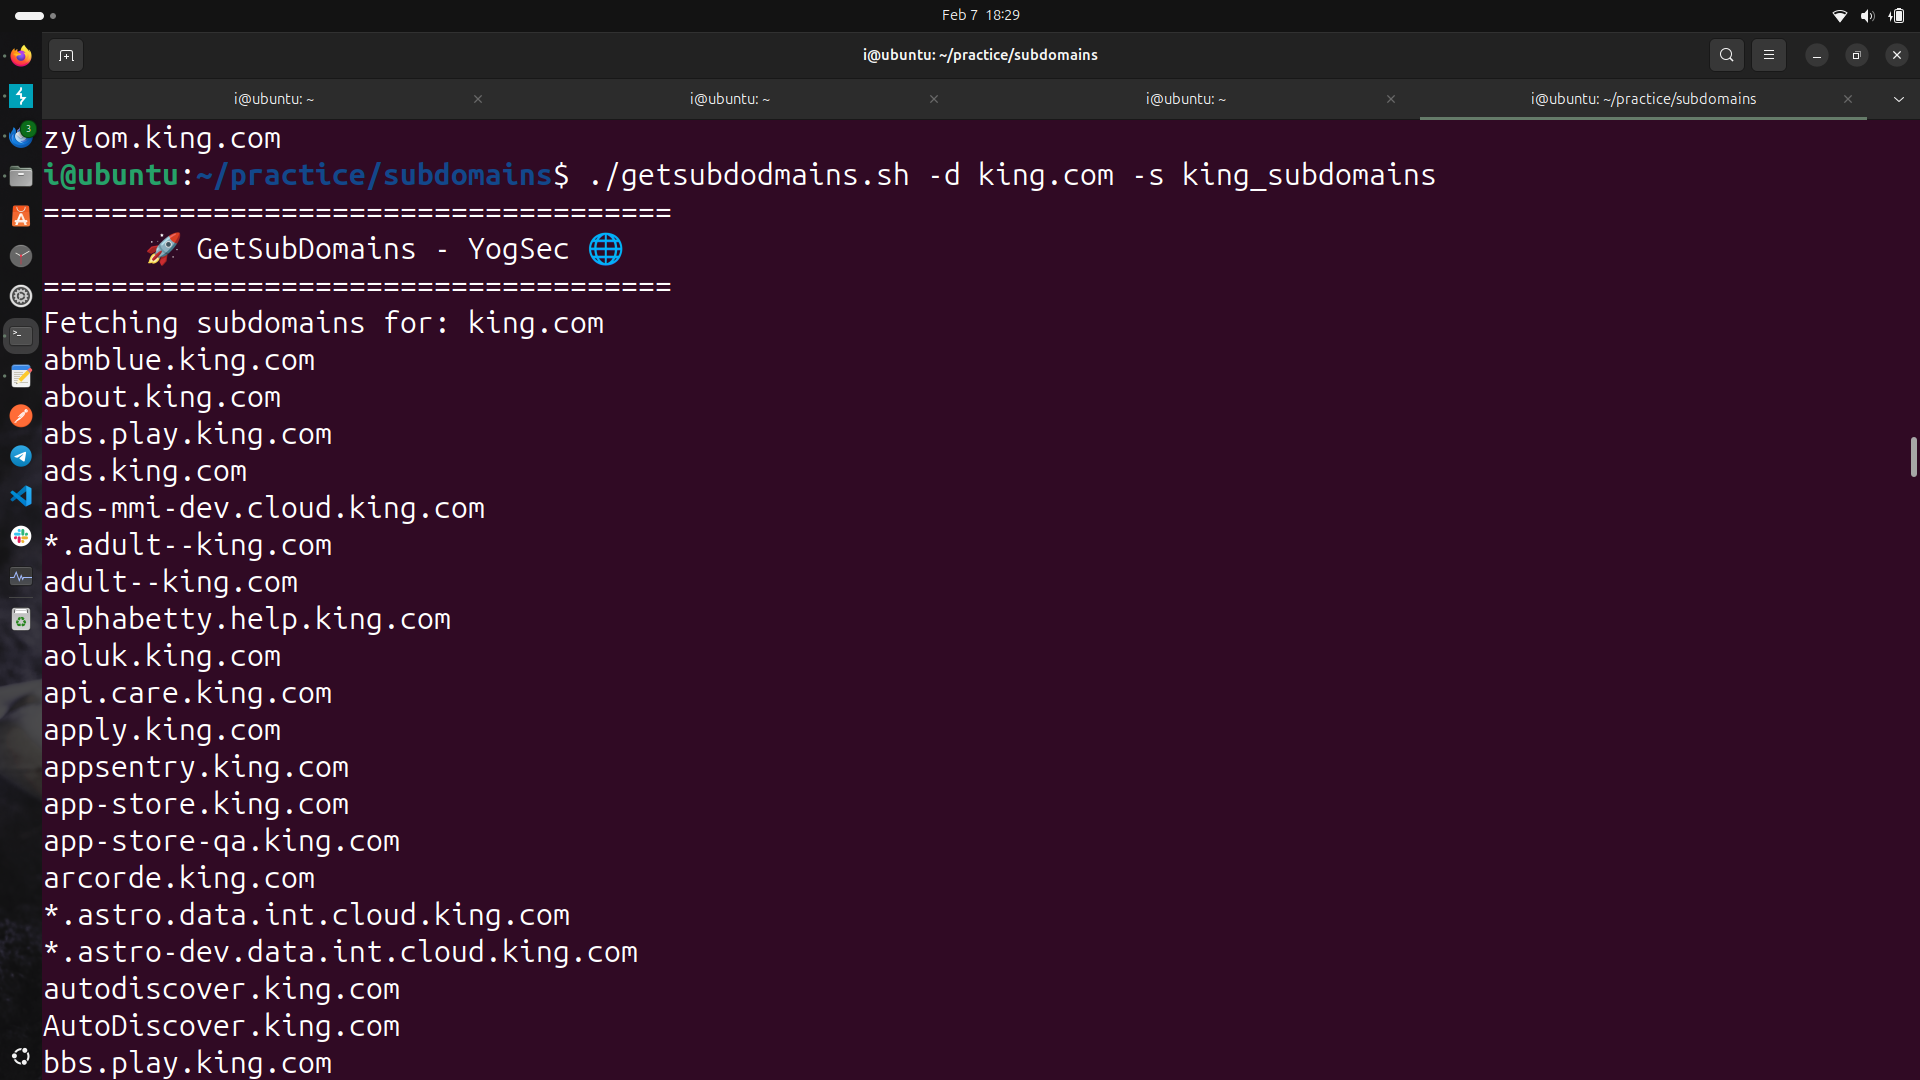 Feb 7 18:29
i@ubuntu: ~/practice/subdomains
i@ubuntu: ~
i@ubuntu: ~
i@ubuntu: ~
i@ubuntu: ~/practice/subdomains
3
zylom.king.com
i@ubuntu:~/practice/subdomains$ ./getsubdodmains.sh -d king.com -s king_subdomains
=====================================
🚀 GetSubDomains - YogSec 🌐
=====================================
Fetching subdomains for: king.com
abmblue.king.com
about.king.com
abs.play.king.com
ads.king.com
ads-mmi-dev.cloud.king.com
*.adult--king.com
adult--king.com
alphabetty.help.king.com
aoluk.king.com
api.care.king.com
apply.king.com
appsentry.king.com
app-store.king.com
app-store-qa.king.com
arcorde.king.com
*.astro.data.int.cloud.king.com
*.astro-dev.data.int.cloud.king.com
autodiscover.king.com
AutoDiscover.king.com
bbs.play.king.com